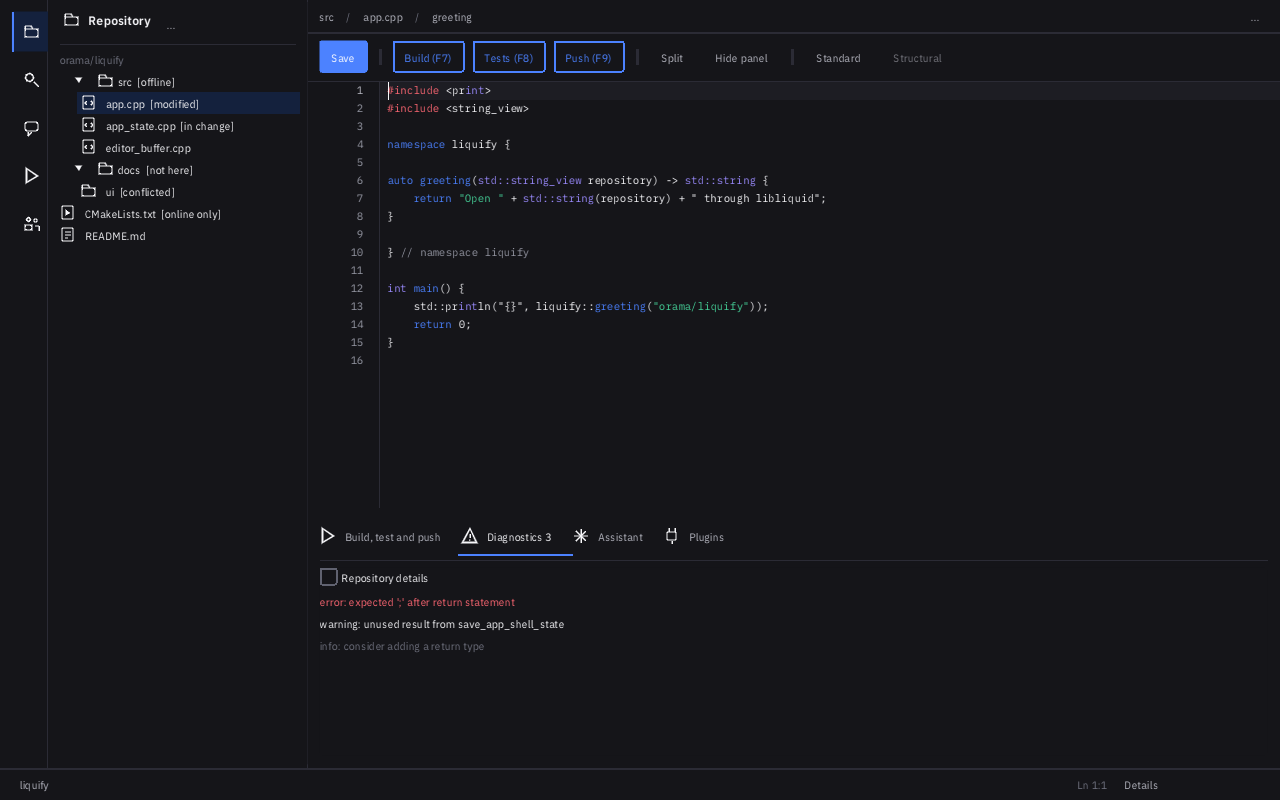 Repository ...
orama/liquify
src [offline]
app.cpp [modified]
app_state.cpp [in change]
editor_buffer.cpp
docs [not here]
ui [conflicted]
CMakeLists.txt [online only]
README.md
src / app.cpp / greeting ...
Save Build (F7) Tests (F8) Push (F9) Split Hide panel Standard Structural
1 #include <print>
2 #include <string_view>
3
4 namespace liquify {
5
6 auto greeting(std::string_view repository) -> std::string {
7     return "Open " + std::string(repository) + " through libliquid";
8 }
9
10 } // namespace liquify
11
12 int main() {
13     std::println("{}", liquify::greeting("orama/liquify"));
14     return 0;
15 }
16
Build, test and push Diagnostics 3 Assistant Plugins
Repository details
error: expected ';' after return statement
warning: unused result from save_app_shell_state
info: consider adding a return type
liquify Ln 1:1 Details